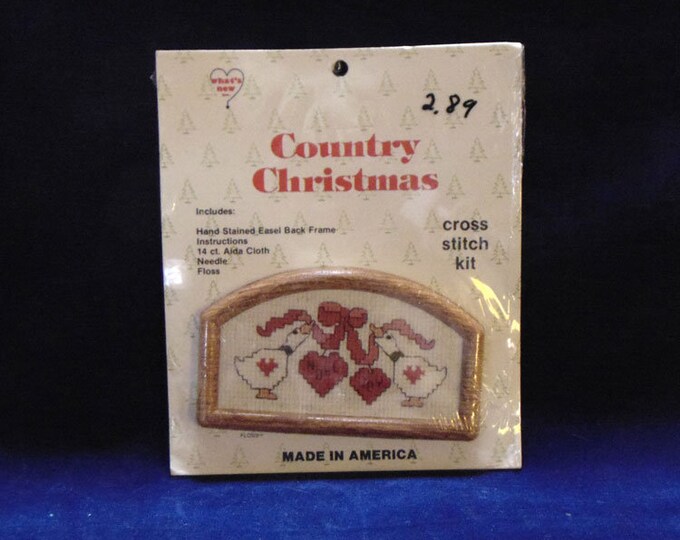 what's
new
2.89
Country
Christmas
Includes:
Hand Stained Easel Back Frame
Instructions
14 ct. Aida Cloth
Needle
Floss
cross
stitch
kit
MADE IN AMERICA